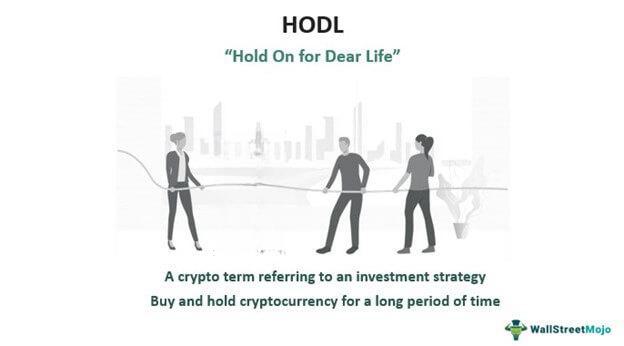 HODL
“Hold On for Dear Life”
A crypto term referring to an investment strategy
Buy and hold cryptocurrency for a long period of time
WallStreetMojo